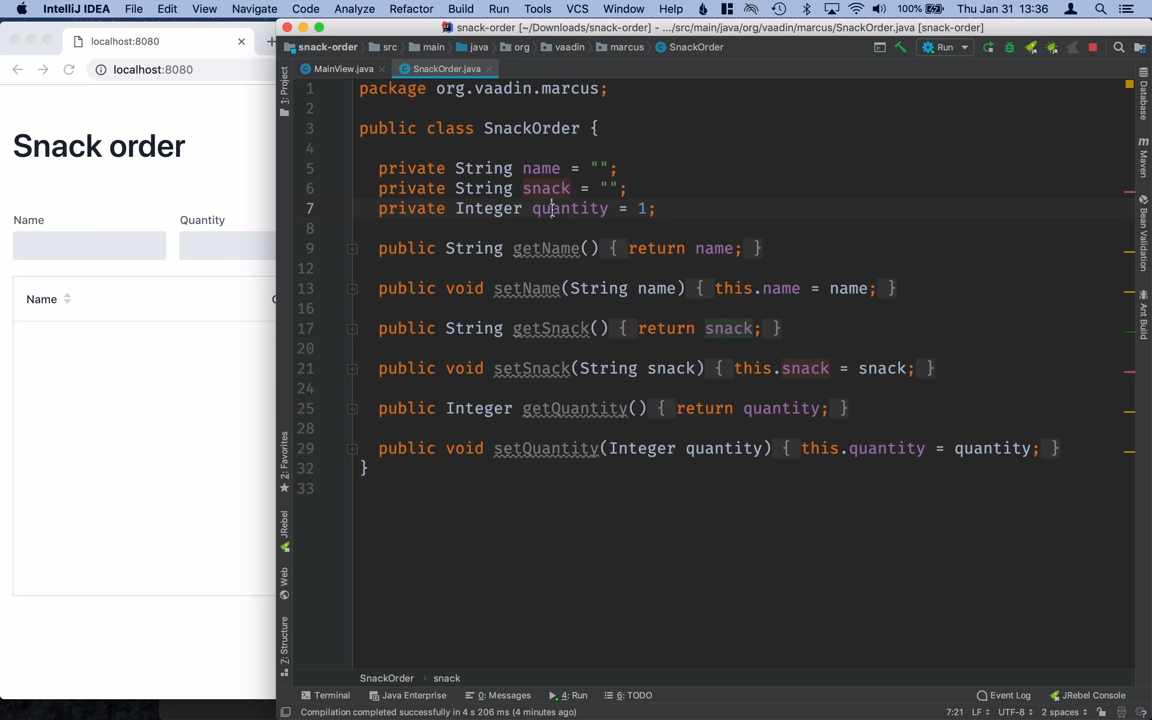 IntelliJ IDEA File Edit View Navigate Code Analyze Refactor Build Run Tools VCS Window Help 100% Thu Jan 31 13:36
localhost:8080
snack-order [~/Downloads/snack-order] - .../src/main/java/org/vaadin/marcus/SnackOrder.java [snack-order]
localhost:8080
snack-order src main java org vaadin marcus SnackOrder Run
MainView.java SnackOrder.java
1 package org.vaadin.marcus;
2
3 public class SnackOrder {
4
5 private String name = "";
6 private String snack = "";
7 private Integer quantity = 1;
8
9 public String getName() { return name; }
12
13 public void setName(String name) { this.name = name; }
16
17 public String getSnack() { return snack; }
20
21 public void setSnack(String snack) { this.snack = snack; }
24
25 public Integer getQuantity() { return quantity; }
28
29 public void setQuantity(Integer quantity) { this.quantity = quantity; }
32 }
33
Snack order
Name Quantity
Name
1: Project
2: Favorites
JRebel
Web
Z: Structure
Database
Maven
Bean Validation
Ant Build
SnackOrder snack
Terminal Java Enterprise 0: Messages 4: Run 6: TODO Event Log JRebel Console
Compilation completed successfully in 4 s 206 ms (4 minutes ago) 7:21 LF UTF-8 2 spaces